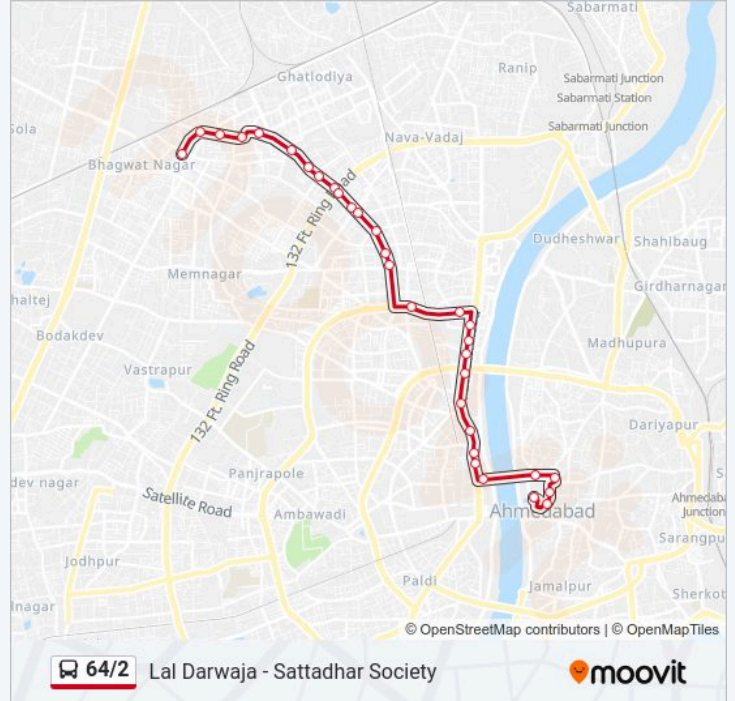 Sabarmati
Ghatlodiya
Ranip
Sabarmati Junction
Sabarmati Station
Sabarmati Junction
Sola
Nava-Vadaj
Bhagwat Nagar
132 Ft. Ring Road
Dudheshwar
Shahibaug
Memnagar
Girdharnagar
haltej
Bodakdev
Madhupura
Vastrapur
132 Ft. Ring Road
Dariyapur
Panjrapole
dev nagar
Satellite Road
Ambawadi
Ahmedabad
Ahmedaba
Junction
Sarangpu
Jodhpur
Paldi
Jamalpur
Sherkot
lnagar
© OpenStreetMap contributors | © OpenMapTiles
64/2 Lal Darwaja - Sattadhar Society
moovit